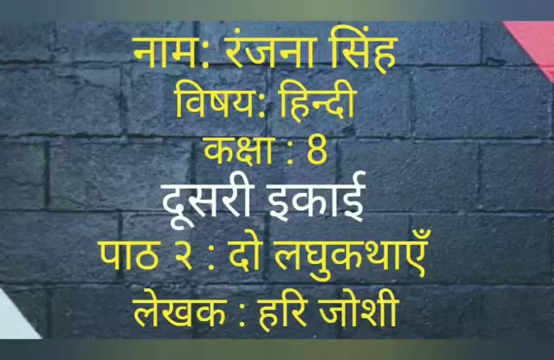 नाम: रंजना सिंह
विषय: हिन्दी
कक्षा : 8
दूसरी इकाई
पाठ २ : दो लघुकथाएँ
लेखक : हरि जोशी